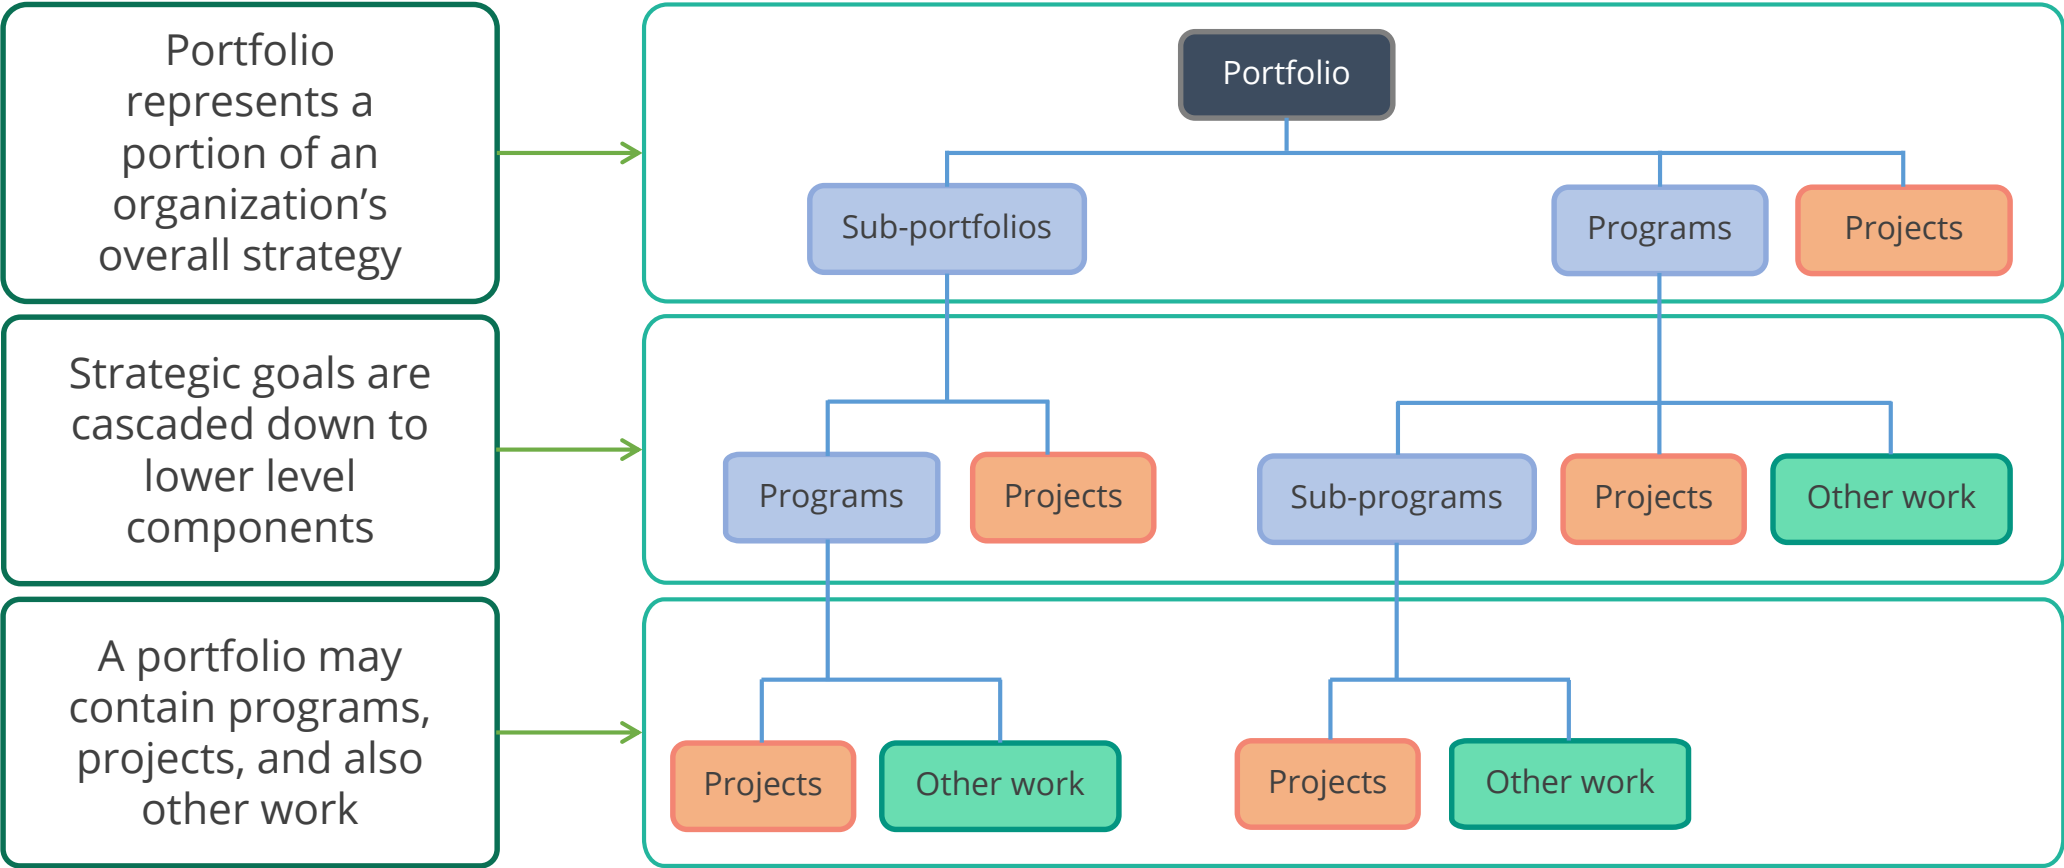 Portfolio
represents a
portion of an
organization’s
overall strategy
Portfolio
Sub-portfolios
Programs
Projects
Strategic goals are
cascaded down to
lower level
components
Programs
Projects
Sub-programs
Projects
Other work
A portfolio may
contain programs,
projects, and also
other work
Projects
Other work
Projects
Other work